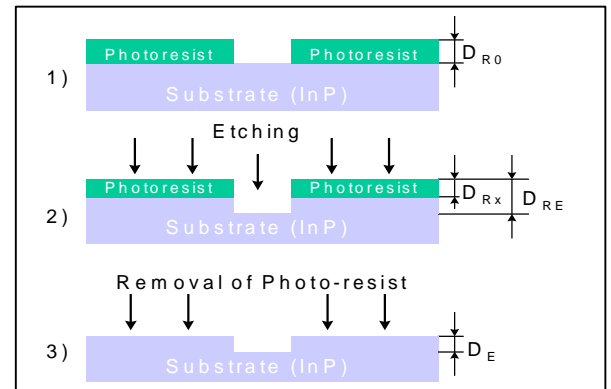 Photoresist Photoresist D R0
1)
Substrate (InP)
Etching
Photoresist Photoresist D Rx D RE
2)
Substrate (InP)
Removal of Photo-resist
3) D E
Substrate (InP)